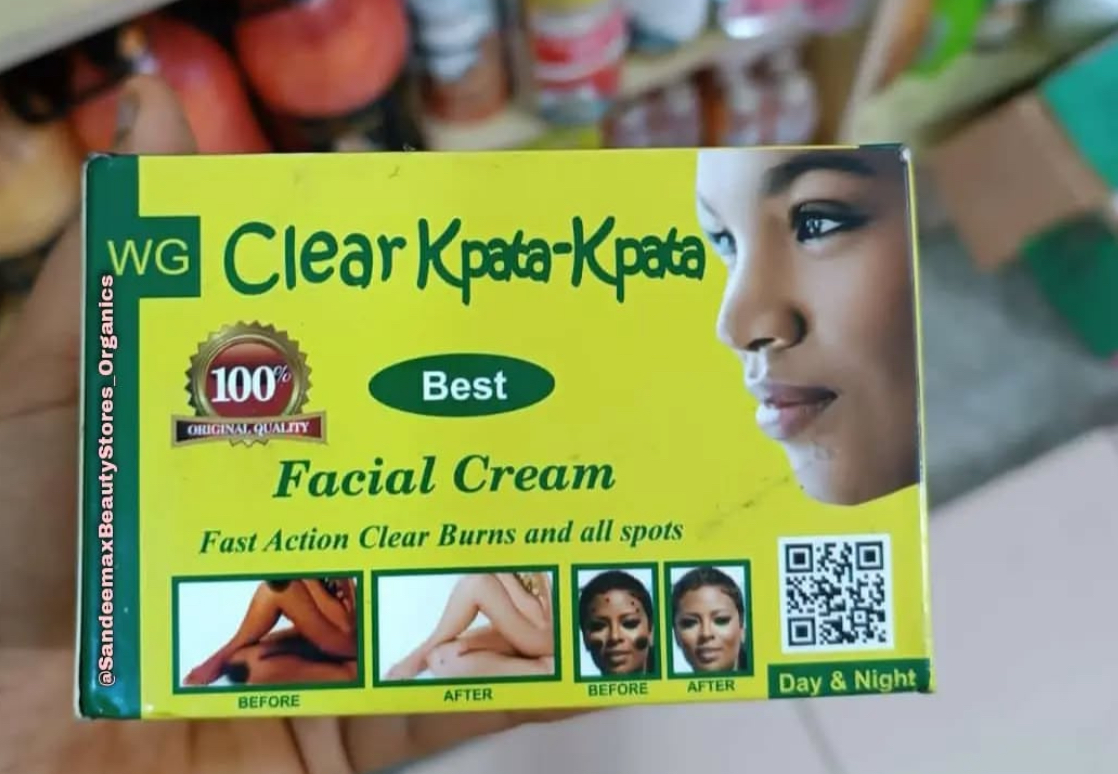 WG
Clear Kpata-Kpata
100%
ORIGINAL QUALITY
Best
Facial Cream
Fast Action Clear Burns and all spots
BEFORE
AFTER
BEFORE
AFTER
Day & Night
@SandeemaxBeautyStores_Organics